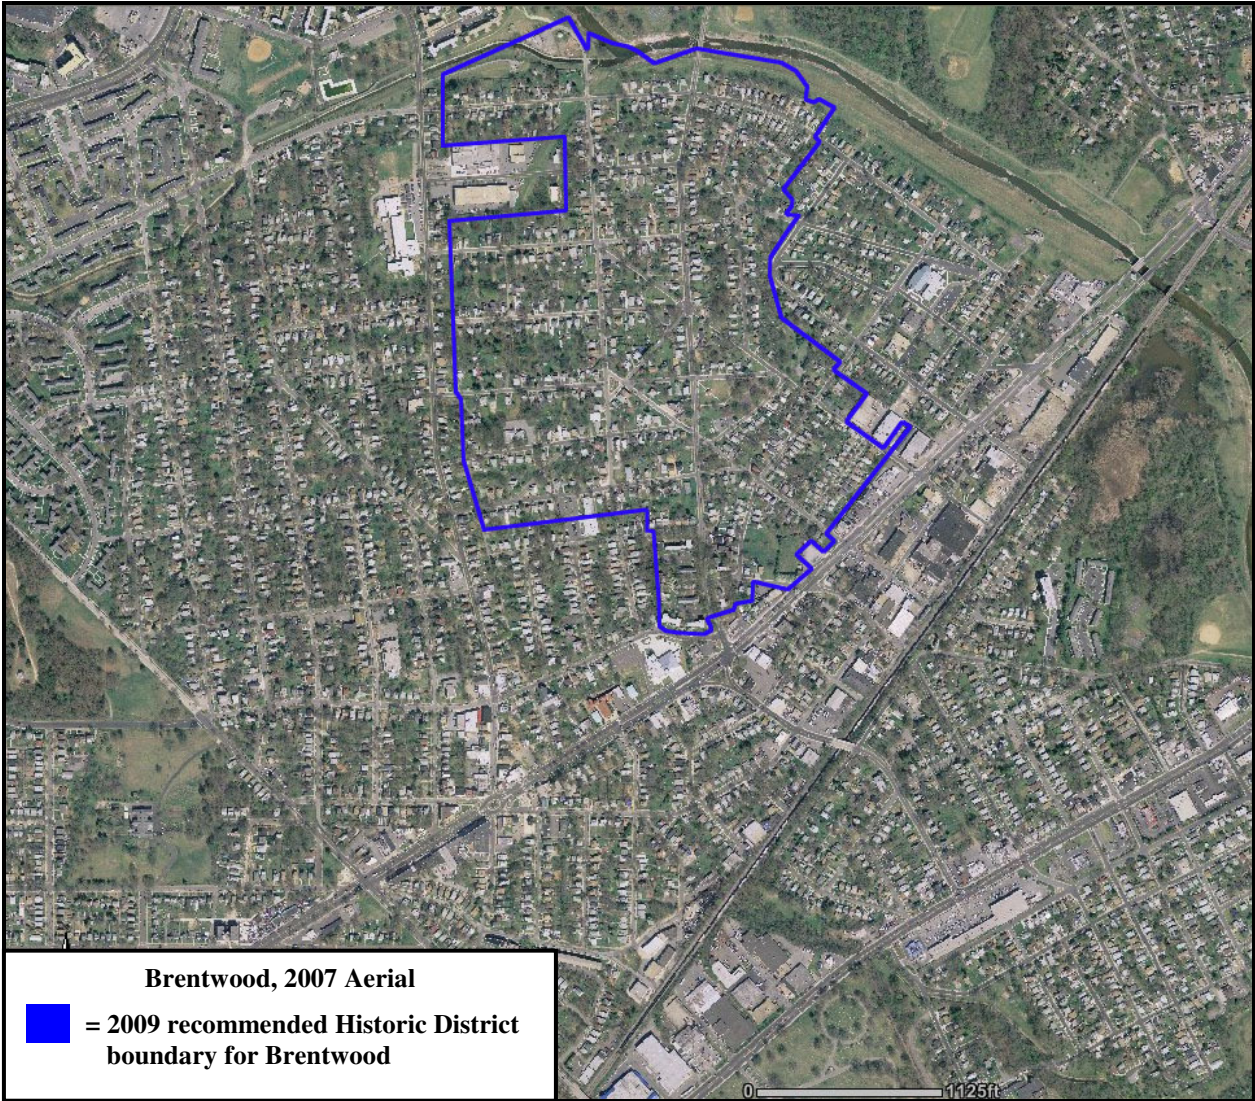 Brentwood, 2007 Aerial
= 2009 recommended Historic District
boundary for Brentwood
0 1125ft